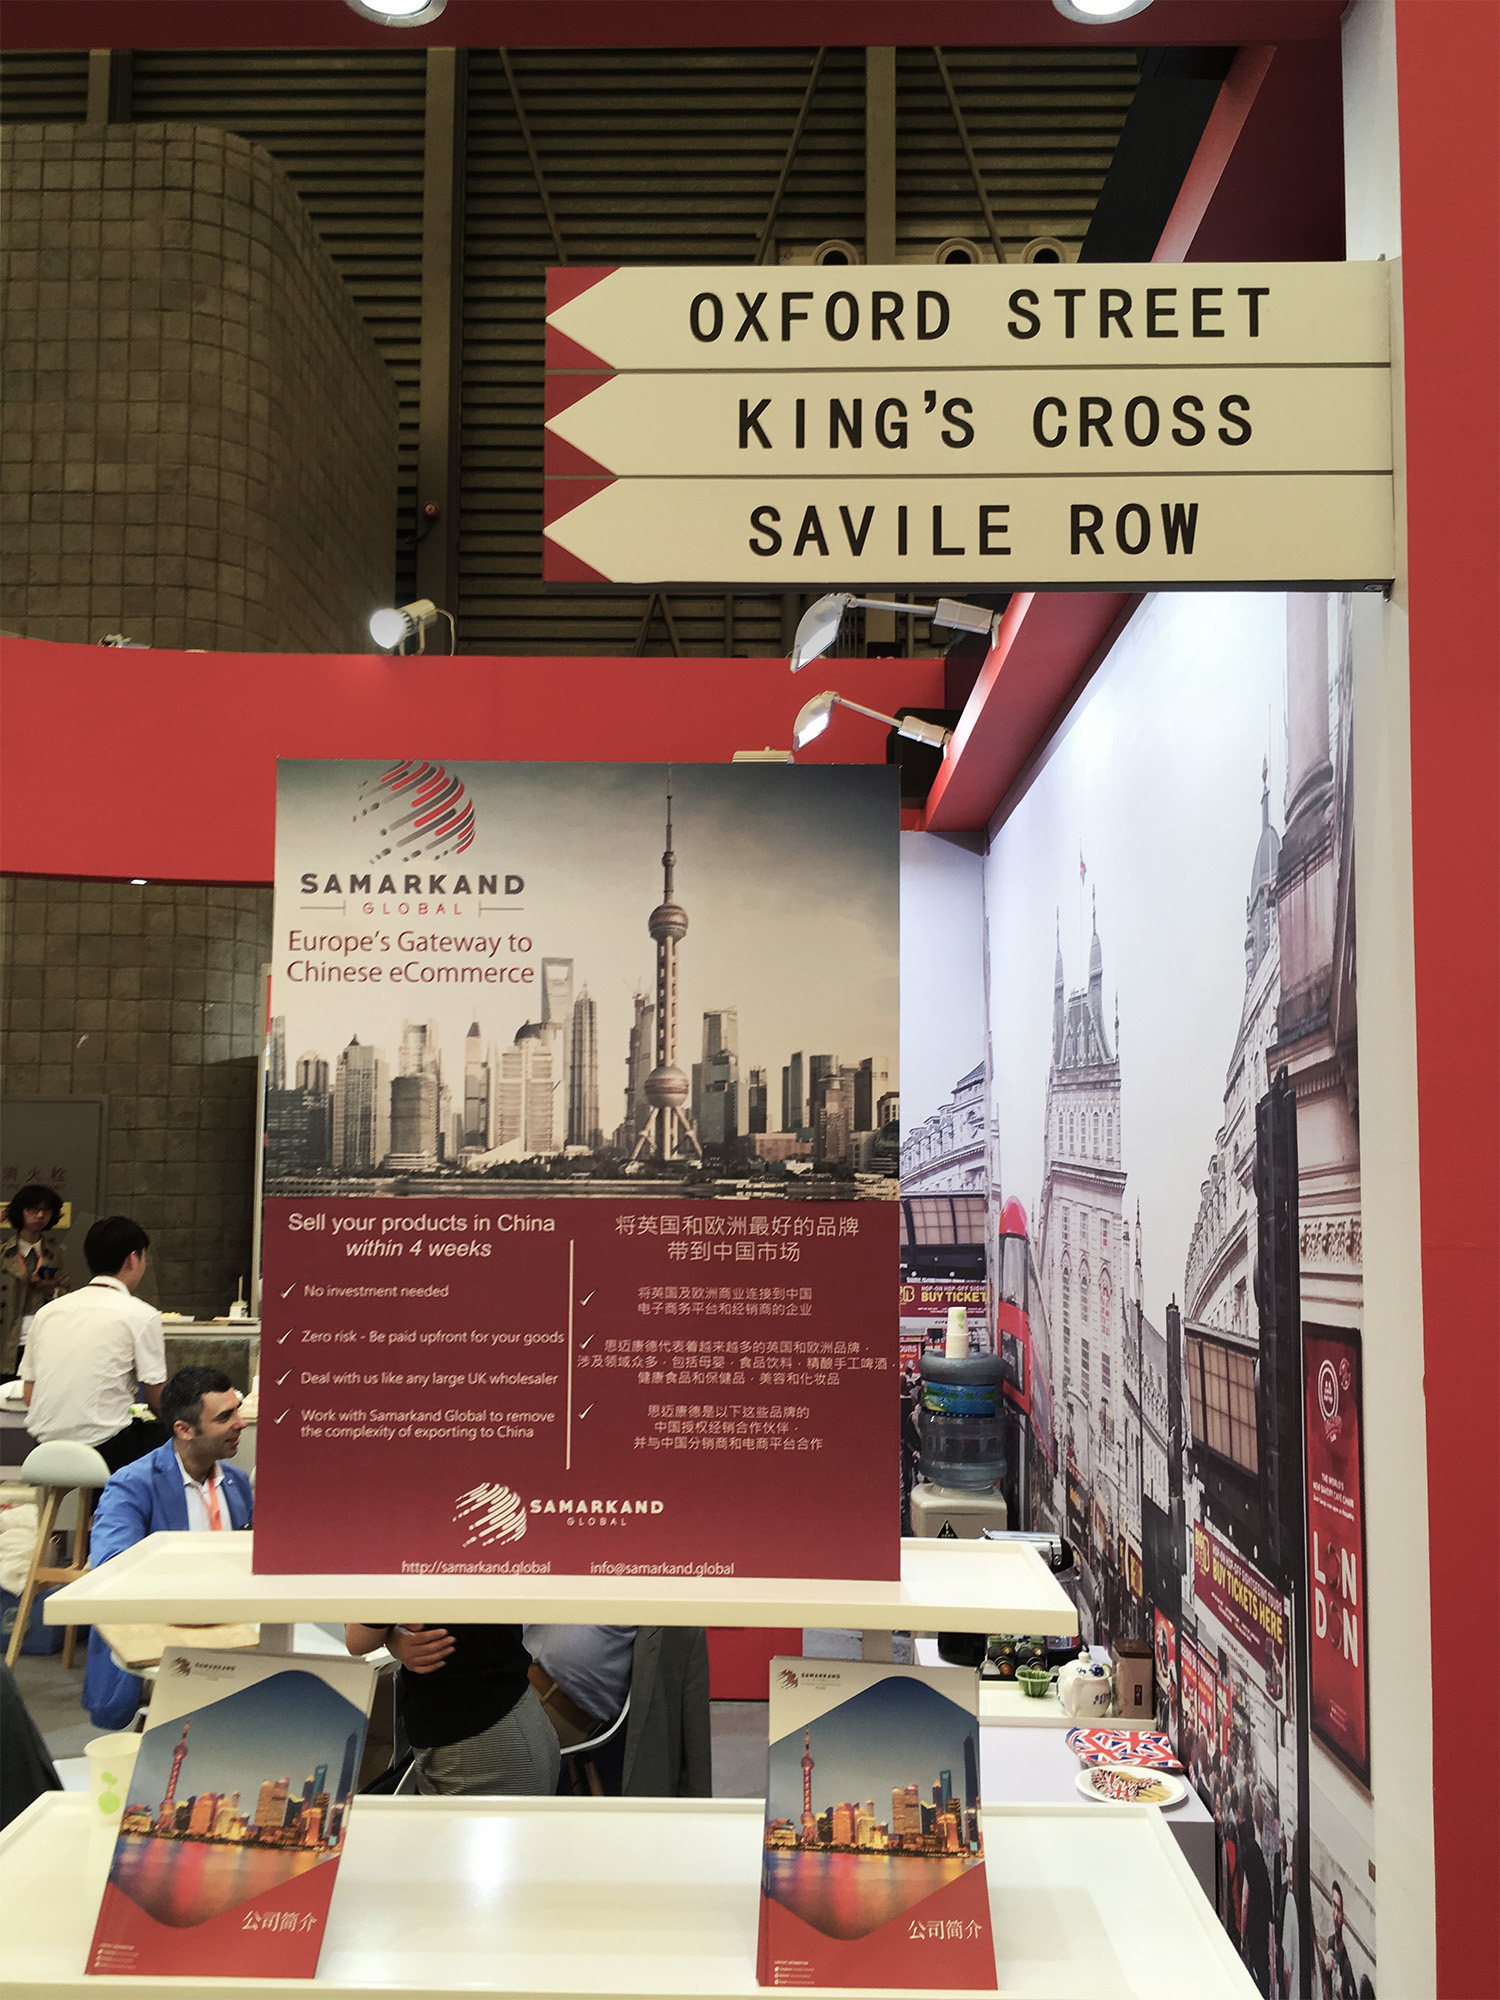 OXFORD STREET
KING'S CROSS
SAVILE ROW
SAMARKAND
GLOBAL
Europe's Gateway to
Chinese eCommerce
Sell your products in China
within 4 weeks
No investment needed
Zero risk - Be paid upfront for your goods
Deal with us like any large UK wholesaler
Work with Samarkand Global to remove
the complexity of exporting to China
将英国和欧洲最好的品牌
带到中国市场
将英国及欧洲商业连接到中国
电子商务平台和经销商的企业
思迈康德代表着越来越多的英国和欧洲品牌，
涉及领域众多，包括母婴，食品饮料，精酿手工啤酒，
健康食品和保健品，美容和化妆品
思迈康德是以下这些品牌的
中国授权经销合作伙伴，
并与中国分销商和电商平台合作
SAMARKAND
GLOBAL
http://samarkand.global info@samarkand.global
消火栓
BUY TICKET
BUY TICKETS HERE
LONDON
SAMARKAND
公司简介
SAMARKAND
公司简介